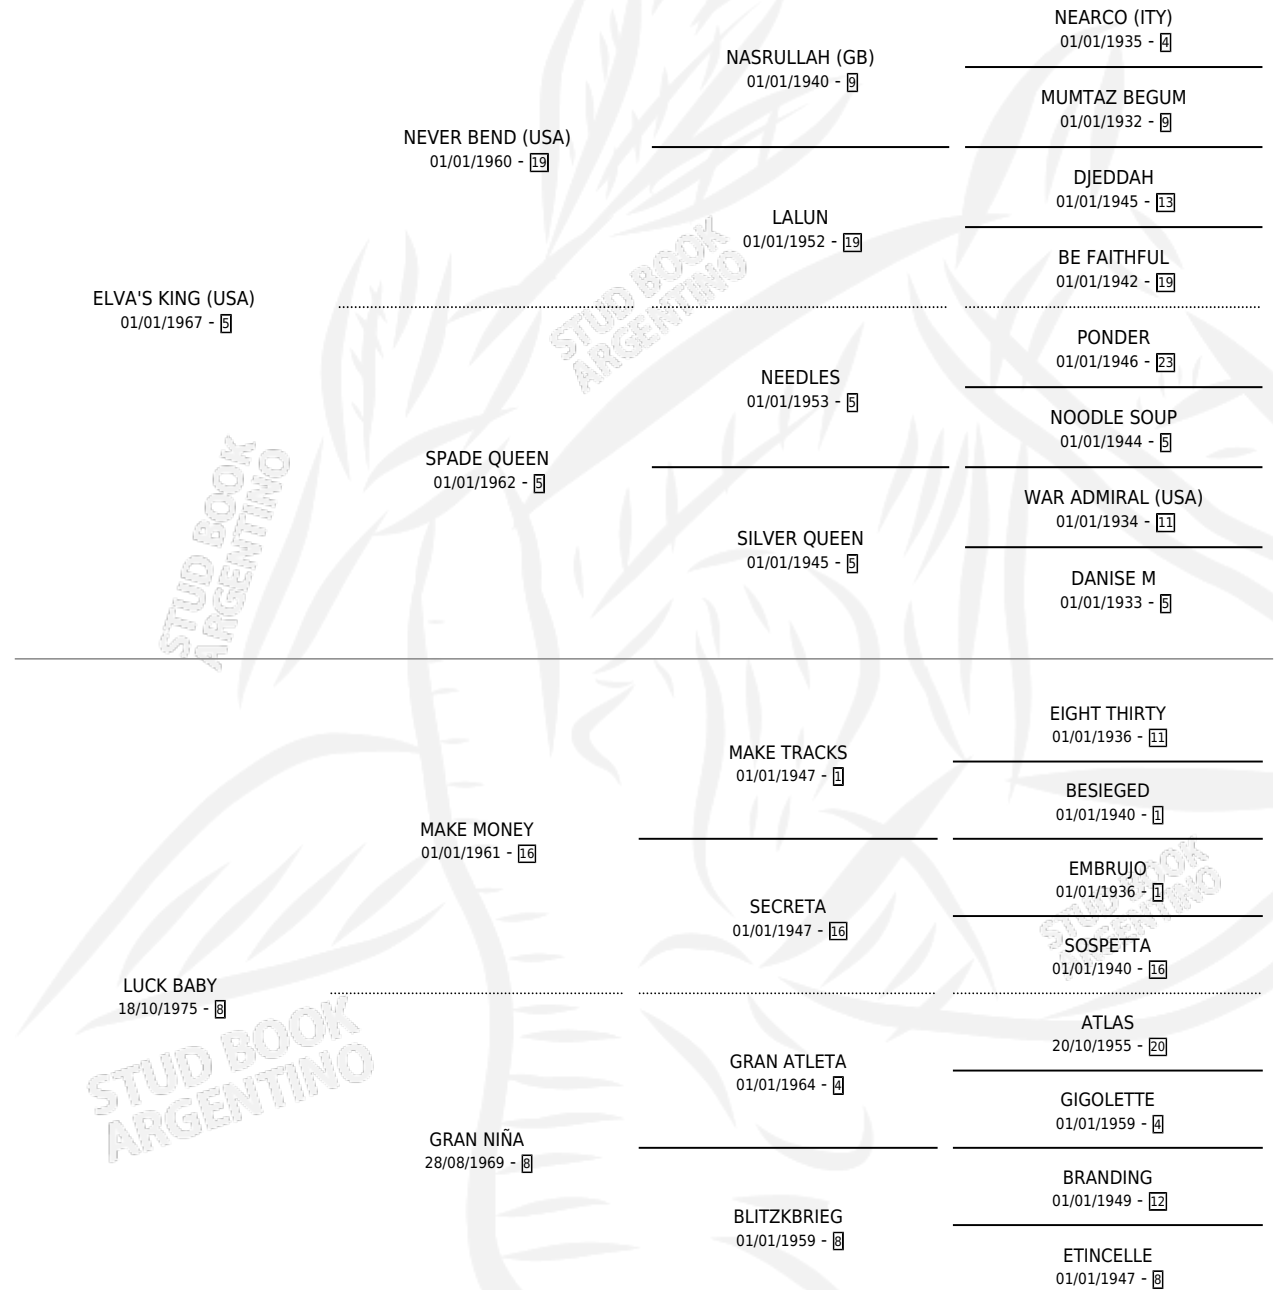 NEARCO (ITY)
01/01/1935 - 4
NASRULLAH (GB)
01/01/1940 - 9
MUMTAZ BEGUM
01/01/1932 - 9
NEVER BEND (USA)
01/01/1960 - 19
DJEDDAH
01/01/1945 - 13
LALUN
01/01/1952 - 19
BE FAITHFUL
01/01/1942 - 19
ELVA'S KING (USA)
01/01/1967 - 5
PONDER
01/01/1946 - 23
NEEDLES
01/01/1953 - 5
NOODLE SOUP
01/01/1944 - 5
SPADE QUEEN
01/01/1962 - 5
WAR ADMIRAL (USA)
01/01/1934 - 11
SILVER QUEEN
01/01/1945 - 5
DANISE M
01/01/1933 - 5
EIGHT THIRTY
01/01/1936 - 11
MAKE TRACKS
01/01/1947 - 1
BESIEGED
01/01/1940 - 1
MAKE MONEY
01/01/1961 - 16
EMBRUJO
01/01/1936 - 1
SECRETA
01/01/1947 - 16
SOSPETTA
01/01/1940 - 16
LUCK BABY
18/10/1975 - 8
ATLAS
20/10/1955 - 20
GRAN ATLETA
01/01/1964 - 4
GIGOLETTE
01/01/1959 - 4
GRAN NIÑA
28/08/1969 - 8
BRANDING
01/01/1949 - 12
BLITZKBRIEG
01/01/1959 - 8
ETINCELLE
01/01/1947 - 8
STUD BOOK
ARGENTINO
STUD BOOK
ARGENTINO
STUD BOOK
ARGENTINO
STUD BOOK
ARGENTINO